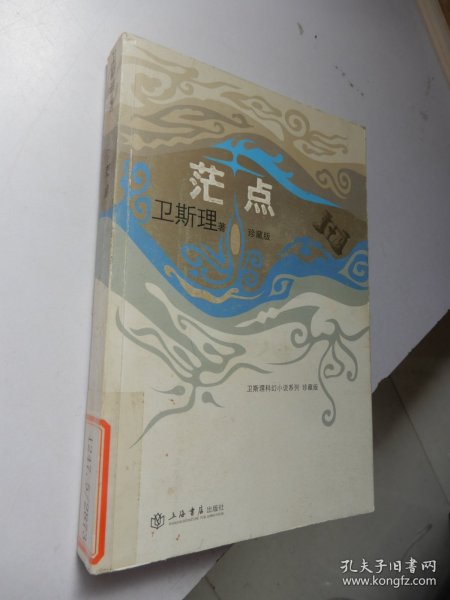 茫点
卫斯理著
珍藏版
卫斯理科幻小说系列 珍藏版
上海书店出版社
孔夫子旧书网
www.kongfz.com